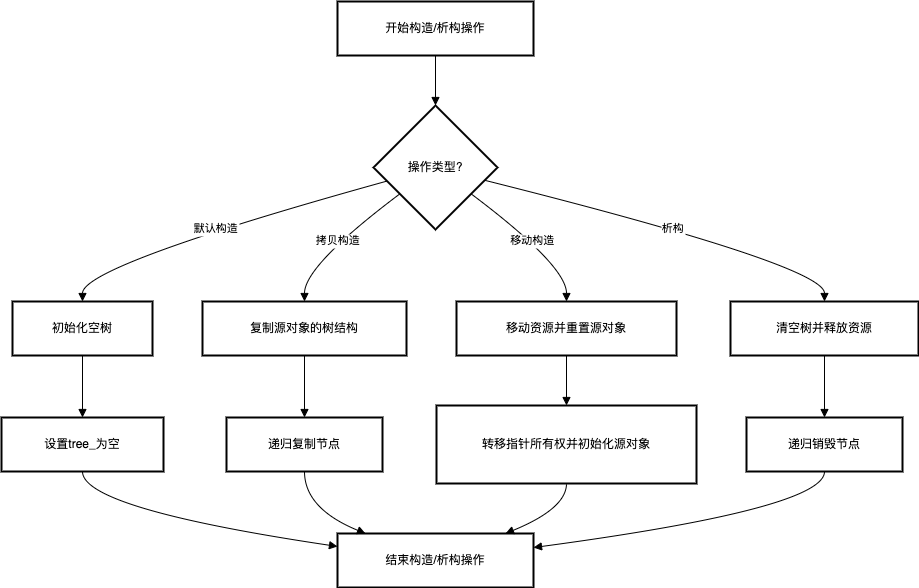 开始构造/析构操作
操作类型?
默认构造
拷贝构造
移动构造
析构
初始化空树
复制源对象的树结构
移动资源并重置源对象
清空树并释放资源
设置tree_为空
递归复制节点
转移指针所有权并初始化源对象
递归销毁节点
结束构造/析构操作